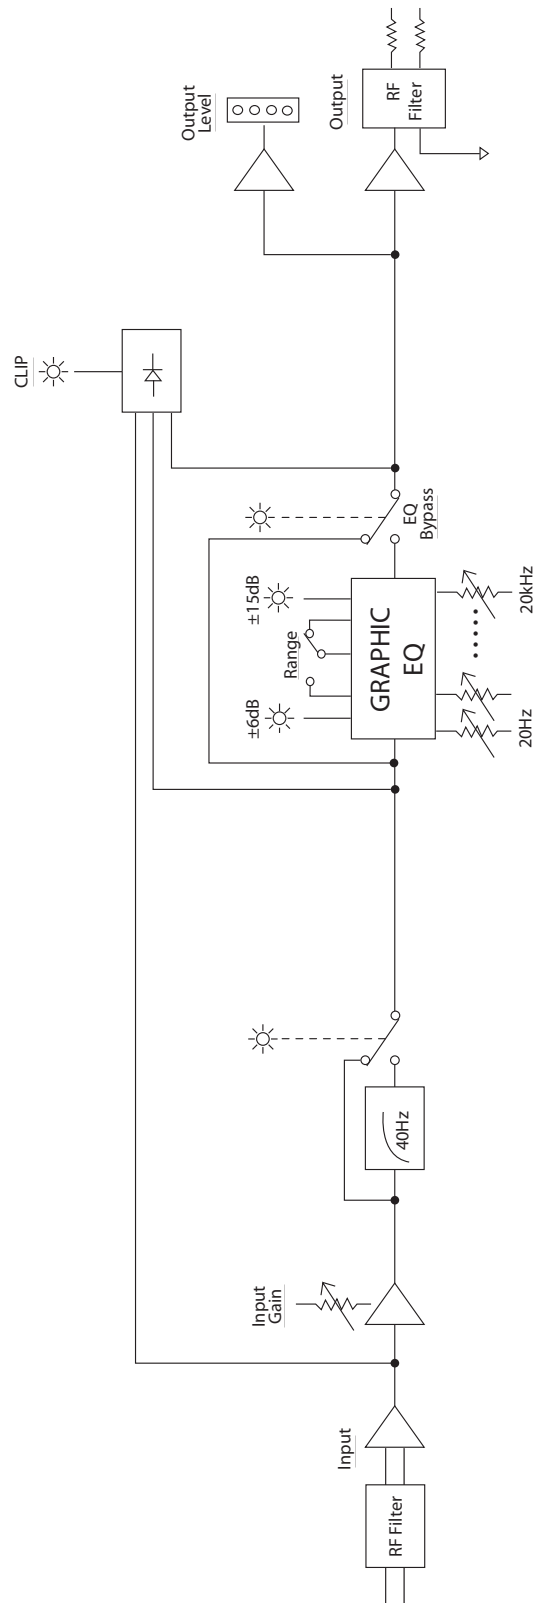 RF Filter
Input
Input
Gain
40Hz
±6dB
Range
±15dB
GRAPHIC
EQ
20Hz
20kHz
EQ
Bypass
CLIP
Output
Level
Output
RF
Filter